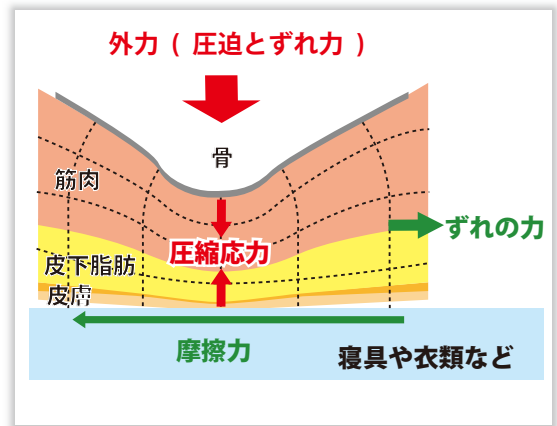 外力 ( 圧迫とずれ力 )
骨
筋肉
ずれの力
圧縮応力
皮下脂肪
皮膚
摩擦力
寝具や衣類など